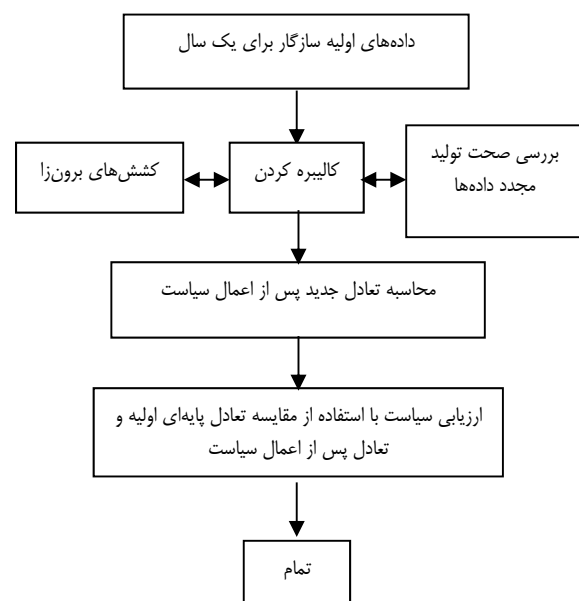 داده‌های اولیه سازگار برای یک سال
بررسی صحت تولید
مجدد داده‌ها
کالیبره کردن
کشش‌های برون‌زا
محاسبه تعادل جدید پس از اعمال سیاست
ارزیابی سیاست با استفاده از مقایسه تعادل پایه‌ای اولیه و
تعادل پس از اعمال سیاست
تمام